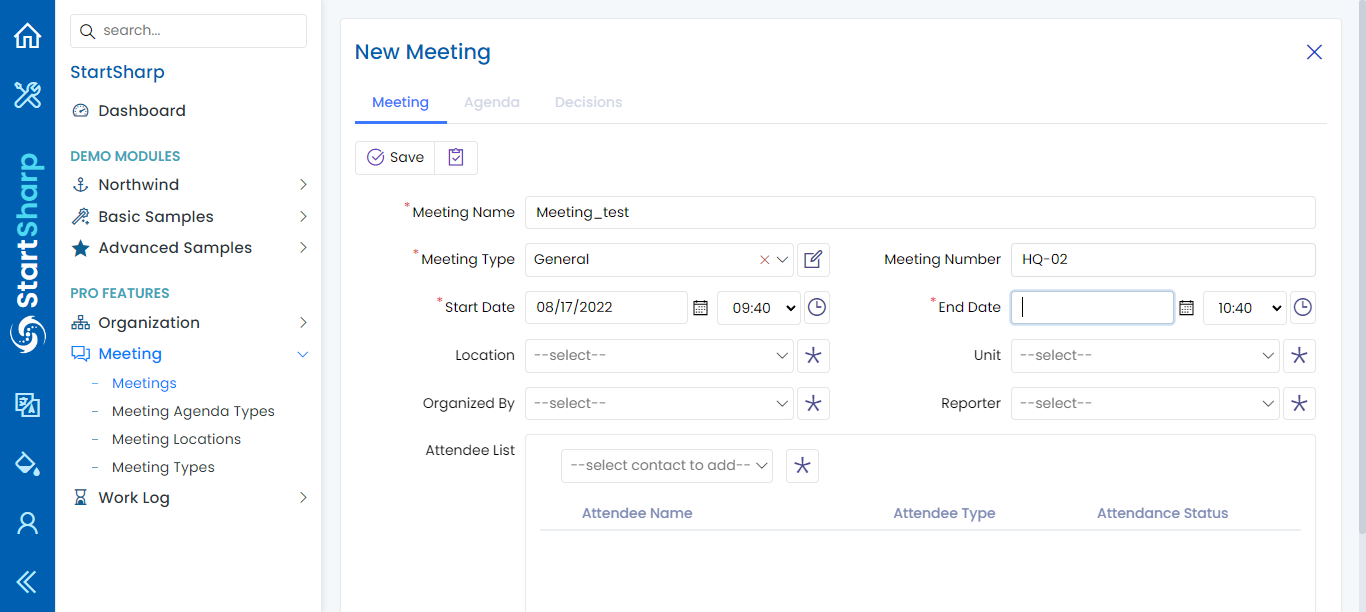 search...
StartSharp
Dashboard
DEMO MODULES
Northwind
Basic Samples
Advanced Samples
PRO FEATURES
Organization
Meeting
Meetings
Meeting Agenda Types
Meeting Locations
Meeting Types
Work Log
StartSharp
New Meeting
Meeting Agenda Decisions
Save
*Meeting Name Meeting_test
*Meeting Type General Meeting Number HQ-02
*Start Date 08/17/2022 09:40 *End Date 10:40
Location --select-- Unit --select--
Organized By --select-- Reporter --select--
Attendee List --select contact to add--
Attendee Name Attendee Type Attendance Status